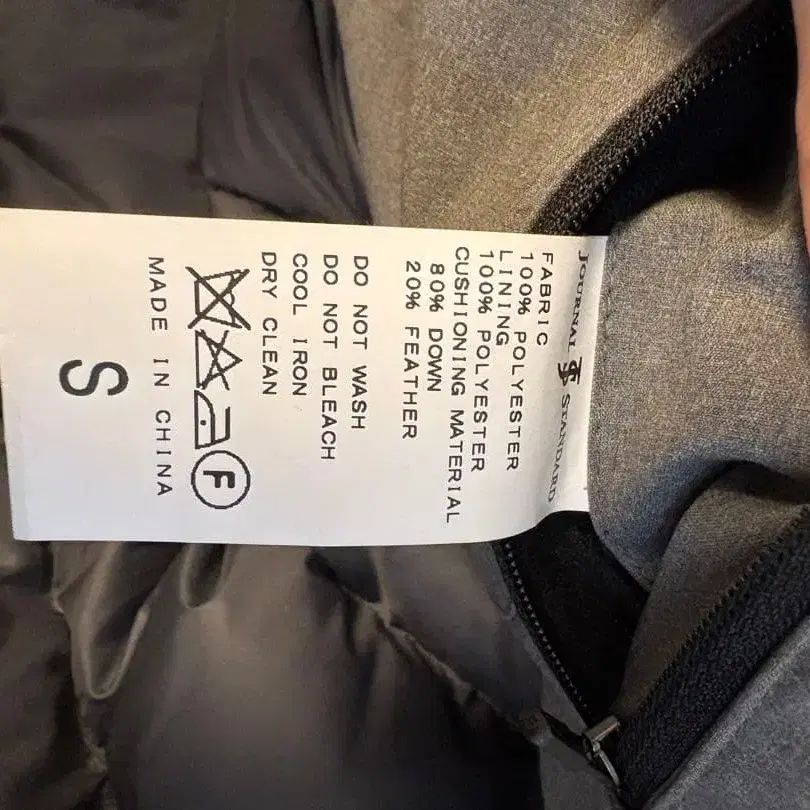 JOURNAL STANDARD
FABRIC
100% POLYESTER
LINING
100% POLYESTER
CUSHIONING MATERIAL
80% DOWN
20% FEATHER
DO NOT WASH
DO NOT BLEACH
COOL IRON
DRY CLEAN
F
MADE IN CHINA
S